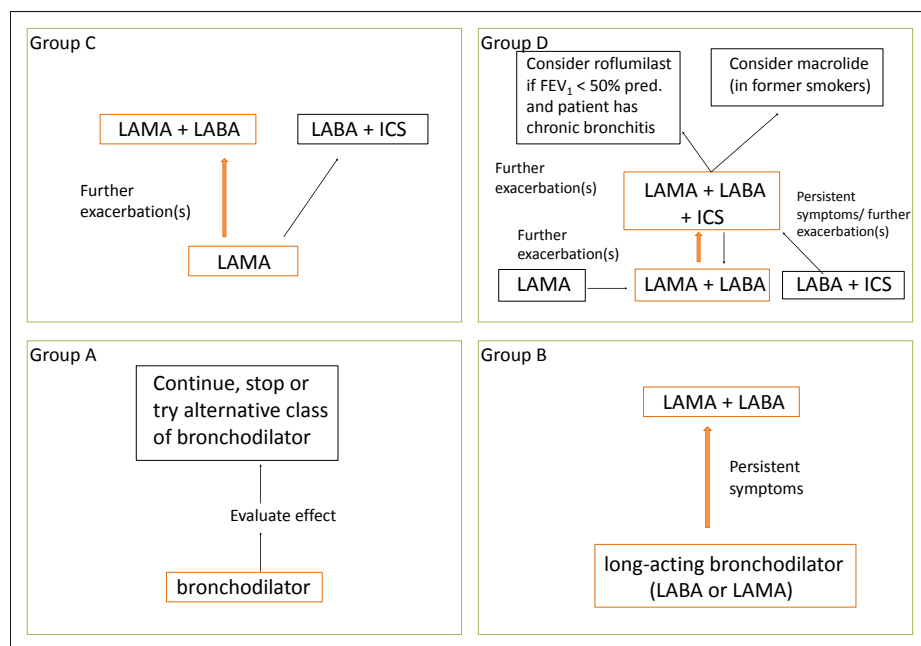 Group C
LAMA + LABA
LABA + ICS
Further
exacerbation(s)
LAMA
Group D
Consider roflumilast
if FEV₁ < 50% pred.
and patient has
chronic bronchitis
Consider macrolide
(in former smokers)
Further
exacerbation(s)
LAMA + LABA
+ ICS
Persistent
symptoms/ further
exacerbation(s)
Further
exacerbation(s)
LAMA
LAMA + LABA
LABA + ICS
Group A
Continue, stop or
try alternative class
of bronchodilator
Evaluate effect
bronchodilator
Group B
LAMA + LABA
Persistent
symptoms
long-acting bronchodilator
(LABA or LAMA)